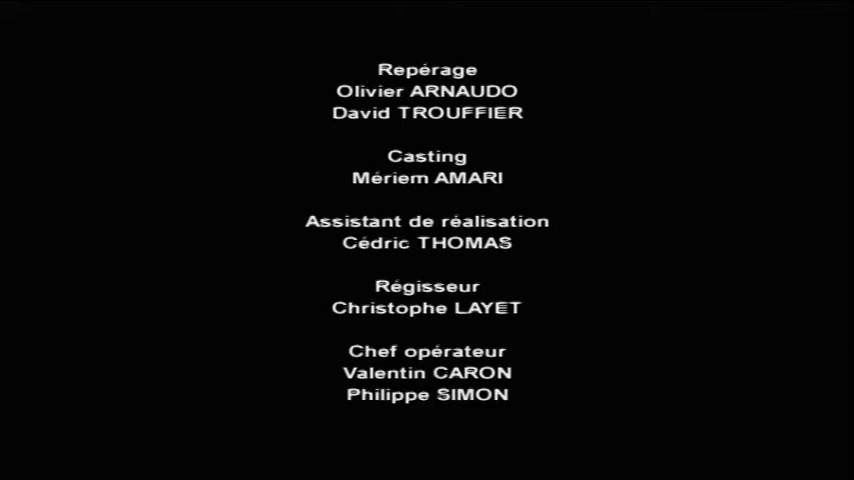 Repérage
Olivier ARNAUDO
David TROUFFIER
Casting
Mériem AMARI
Assistant de réalisation
Cédric THOMAS
Régisseur
Christophe LAYET
Chef opérateur
Valentin CARON
Philippe SIMON